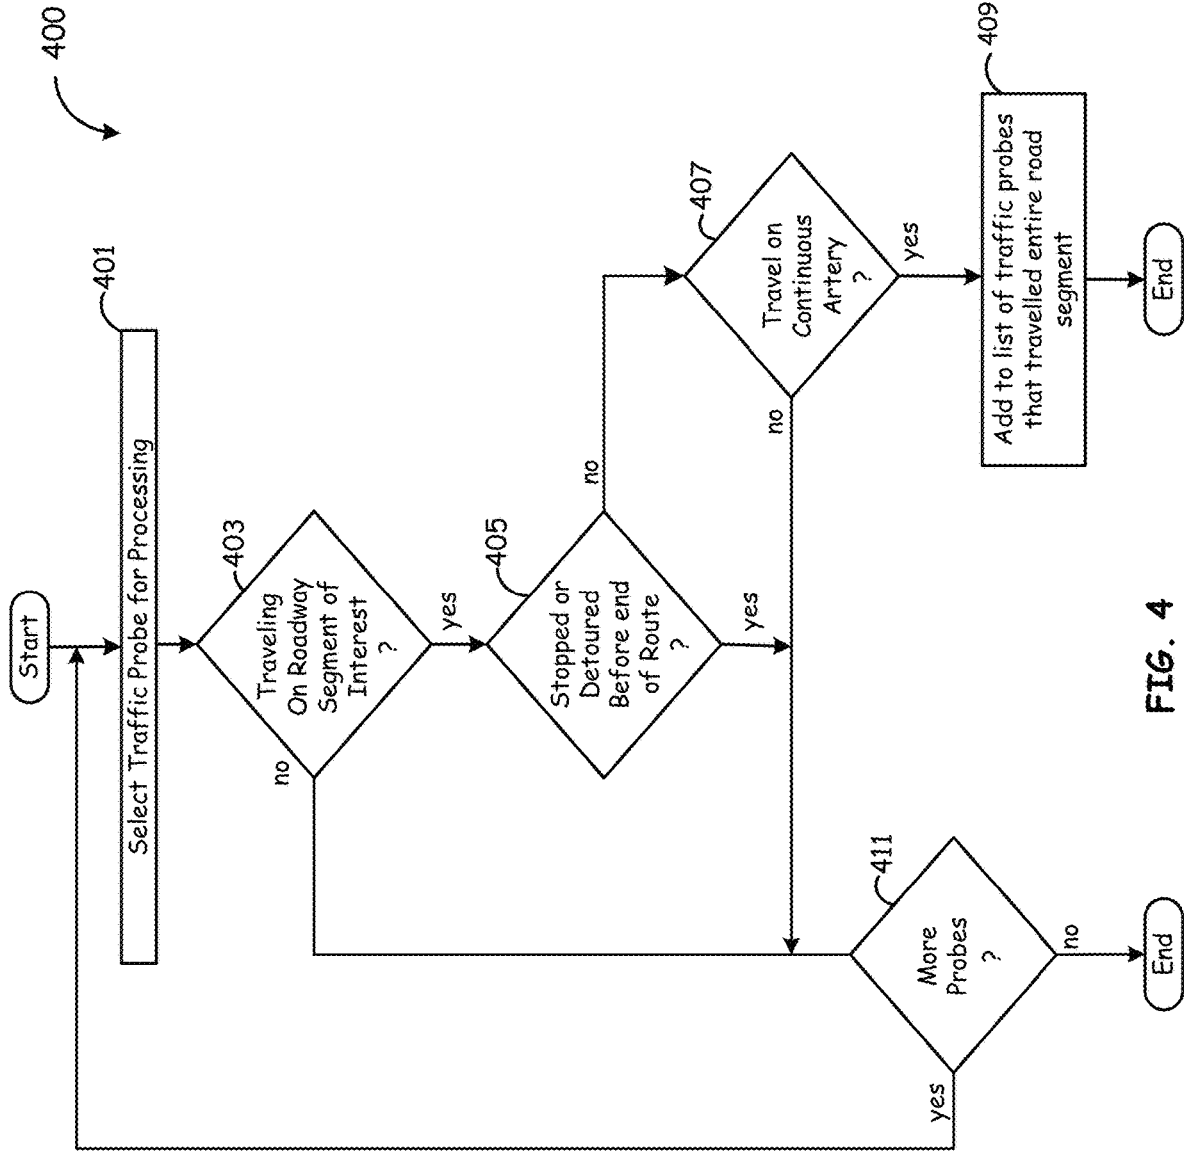 400
Start
401
Select Traffic Probe for Processing
403
Traveling
On Roadway
Segment of
Interest
?
no
yes
405
Stopped or
Detoured
Before end
of Route
?
no
yes
407
Travel on
Continuous
Artery
?
no
yes
409
Add to list of traffic probes
that travelled entire road
segment
End
411
More
Probes
?
yes
no
End
FIG. 4